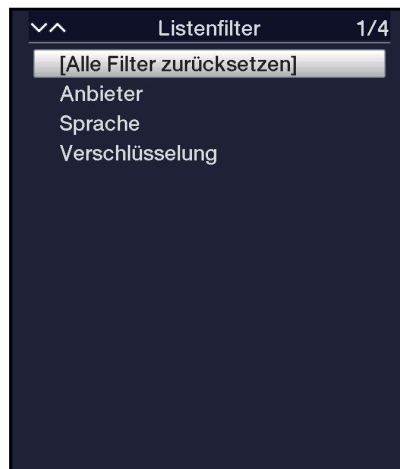 Listenfilter 1/4
[Alle Filter zurücksetzen]
Anbieter
Sprache
Verschlüsselung